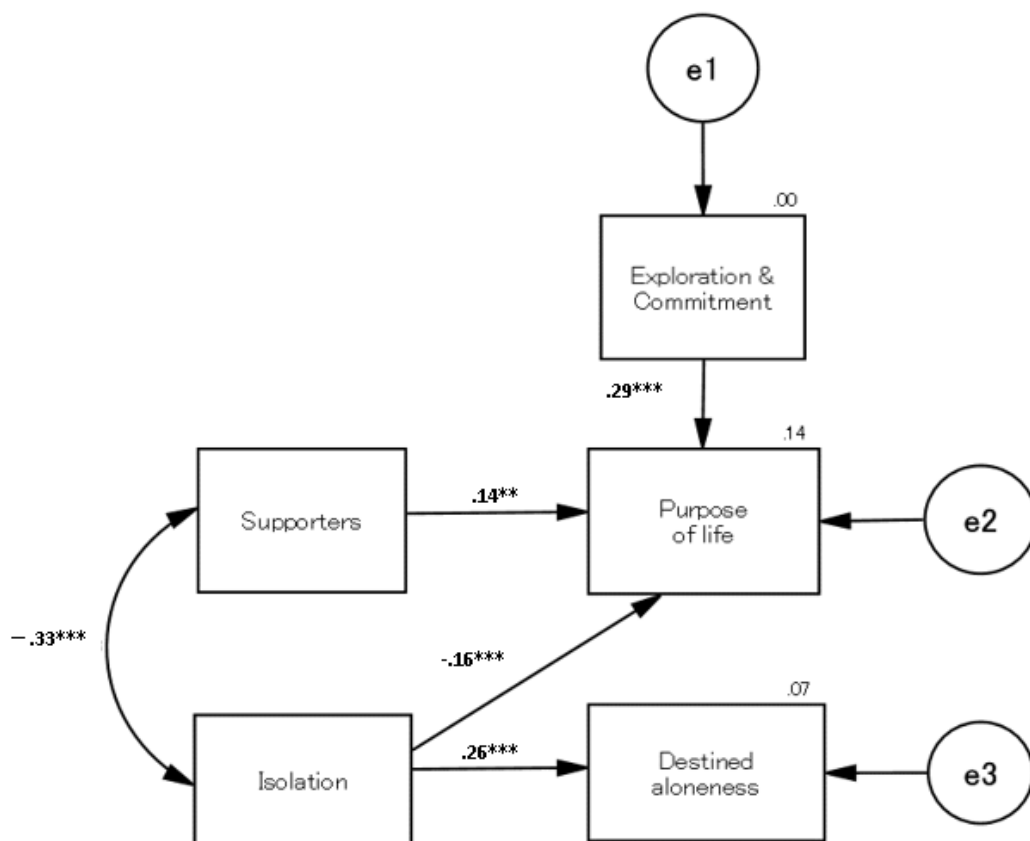 e1
.00
Exploration &
Commitment
.29***
.14
Supporters
.14**
Purpose
of life
e2
－.33***
-.16***
.07
Isolation
.26***
Destined
aloneness
e3